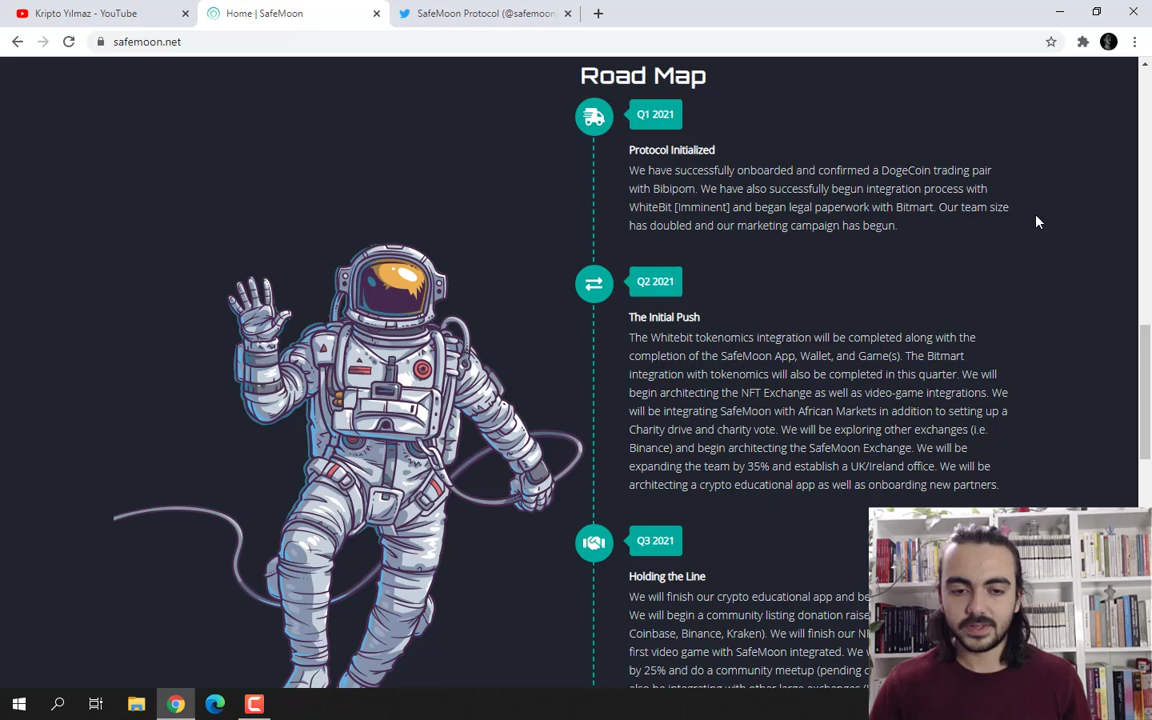 Kripto Yılmaz - YouTube
Home | SafeMoon
SafeMoon Protocol (@safemoon
safemoon.net
Road Map
Q1 2021
Protocol Initialized
We have successfully onboarded and confirmed a DogeCoin trading pair
with Bibipom. We have also successfully begun integration process with
WhiteBit [Imminent] and began legal paperwork with Bitmart. Our team size
has doubled and our marketing campaign has begun.
Q2 2021
The Initial Push
The Whitebit tokenomics integration will be completed along with the
completion of the SafeMoon App, Wallet, and Game(s). The Bitmart
integration with tokenomics will also be completed in this quarter. We will
begin architecting the NFT Exchange as well as video-game integrations. We
will be integrating SafeMoon with African Markets in addition to setting up a
Charity drive and charity vote. We will be exploring other exchanges (i.e.
Binance) and begin architecting the SafeMoon Exchange. We will be
expanding the team by 35% and establish a UK/Ireland office. We will be
architecting a crypto educational app as well as onboarding new partners.
Q3 2021
Holding the Line
We will finish our crypto educational app and be
We will begin a community listing donation raise
Coinbase, Binance, Kraken). We will finish our N
first video game with SafeMoon integrated. We w
by 25% and do a community meetup (pending c
also be integrating with other large exchanges (